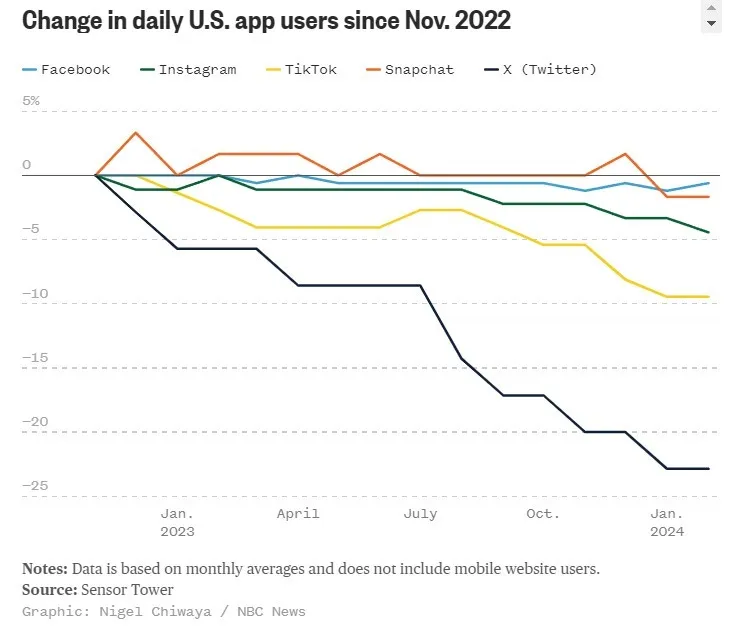 Change in daily U.S. app users since Nov. 2022
Facebook Instagram TikTok Snapchat X (Twitter)
5%
0
−5
−10
−15
−20
−25
Jan. April July Oct. Jan.
2023 2024
Notes: Data is based on monthly averages and does not include mobile website users.
Source: Sensor Tower
Graphic: Nigel Chiwaya / NBC News